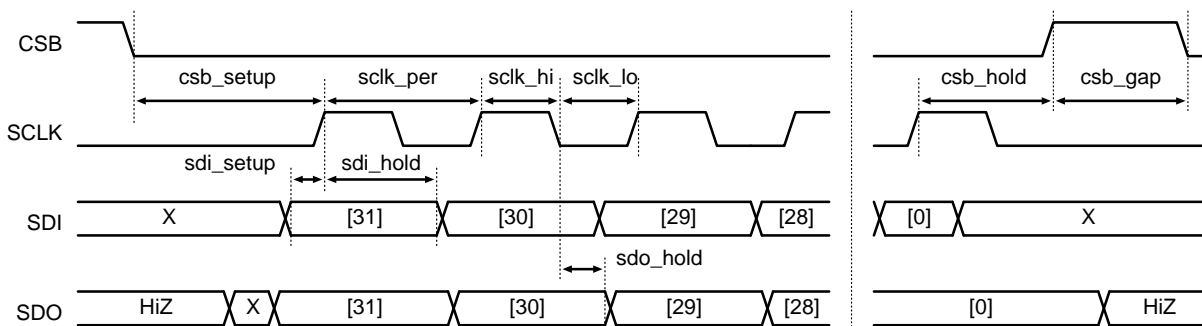 CSB
csb_setup sclk_per sclk_hi sclk_lo csb_hold csb_gap
SCLK
sdi_setup sdi_hold
SDI X [31] [30] [29] [28] [0] X
sdo_hold
SDO HiZ X [31] [30] [29] [28] [0] HiZ